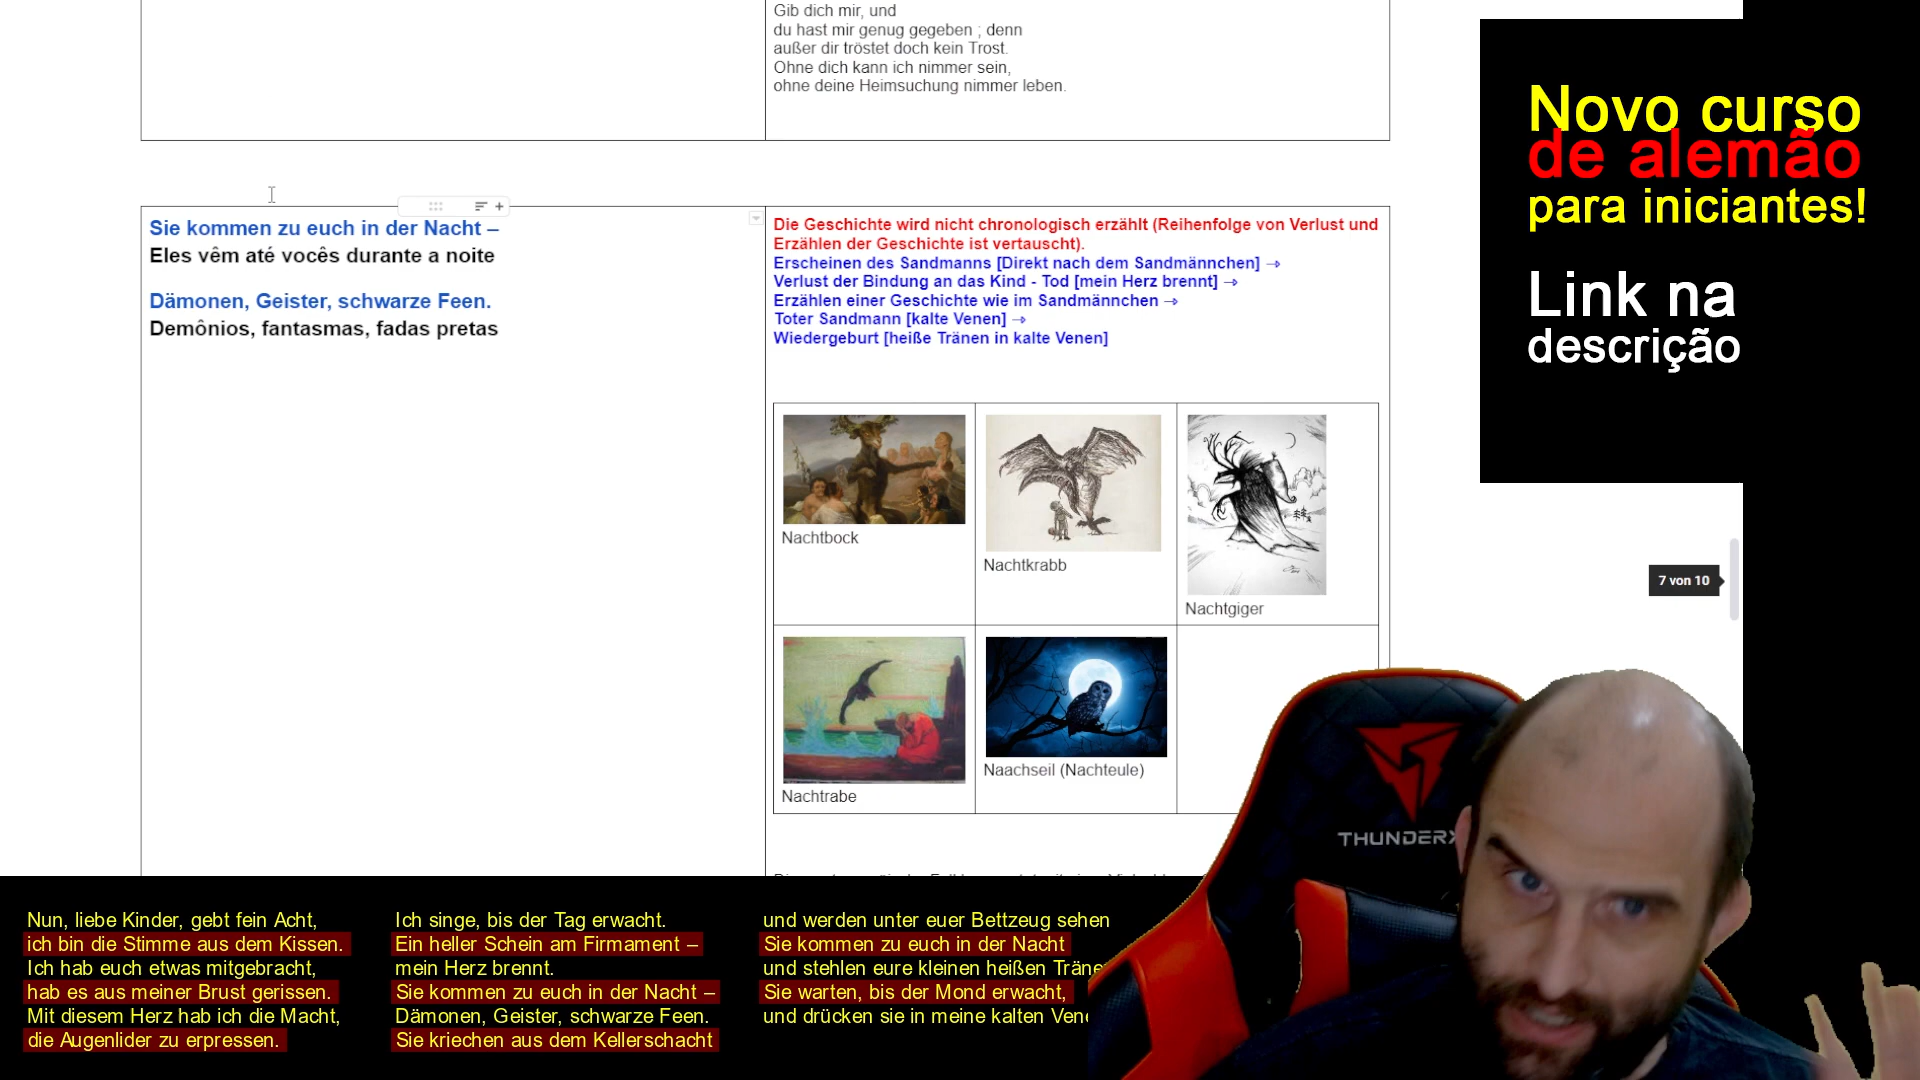 Gib dich mir, und
du hast mir genug gegeben ; denn
außer dir tröstet doch kein Trost.
Ohne dich kann ich nimmer sein,
ohne deine Heimsuchung nimmer leben.
Sie kommen zu euch in der Nacht –
Eles vêm até vocês durante a noite
Dämonen, Geister, schwarze Feen.
Demônios, fantasmas, fadas pretas
Die Geschichte wird nicht chronologisch erzählt (Reihenfolge von Verlust und
Erzählen der Geschichte ist vertauscht).
Erscheinen des Sandmanns [Direkt nach dem Sandmännchen] →
Verlust der Bindung an das Kind - Tod [mein Herz brennt] →
Erzählen einer Geschichte wie im Sandmännchen →
Toter Sandmann [kalte Venen] →
Wiedergeburt [heiße Tränen in kalte Venen]
Nachtbock
Nachtkrabb
Nachtgiger
Nachtrabe
Naachseil (Nachteule)
Novo curso
de alemão
para iniciantes!
Link na
descrição
7 von 10
THUNDERX
Nun, liebe Kinder, gebt fein Acht,
ich bin die Stimme aus dem Kissen.
Ich hab euch etwas mitgebracht,
hab es aus meiner Brust gerissen.
Mit diesem Herz hab ich die Macht,
die Augenlider zu erpressen.
Ich singe, bis der Tag erwacht.
Ein heller Schein am Firmament –
mein Herz brennt.
Sie kommen zu euch in der Nacht –
Dämonen, Geister, schwarze Feen.
Sie kriechen aus dem Kellerschacht
und werden unter euer Bettzeug sehen
Sie kommen zu euch in der Nacht
und stehlen eure kleinen heißen Träne
Sie warten, bis der Mond erwacht,
und drücken sie in meine kalten Vene